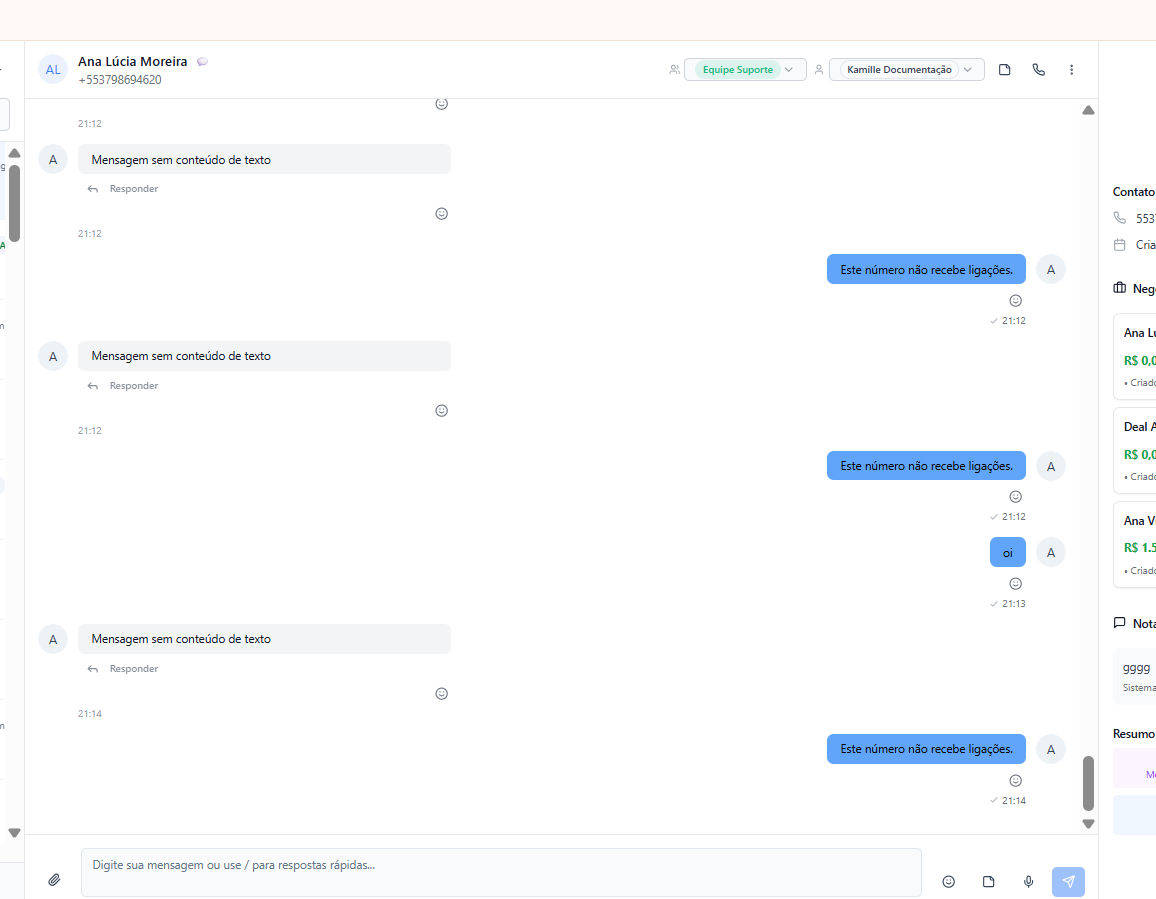 AL
Ana Lúcia Moreira
+553798694620
Equipe Suporte
Kamille Documentação
21:12
A
Mensagem sem conteúdo de texto
Responder
21:12
Este número não recebe ligações.
A
21:12
A
Mensagem sem conteúdo de texto
Responder
21:12
Este número não recebe ligações.
A
21:12
oi
A
21:13
A
Mensagem sem conteúdo de texto
Responder
21:14
Este número não recebe ligações.
A
21:14
Digite sua mensagem ou use / para respostas rápidas...
Contato
553
Cria
Neg
Ana Lu
R$ 0,0
• Criado
Deal A
R$ 0,0
• Criado
Ana V
R$ 1.5
• Criado
Nota
gggg
Sistema
Resumo